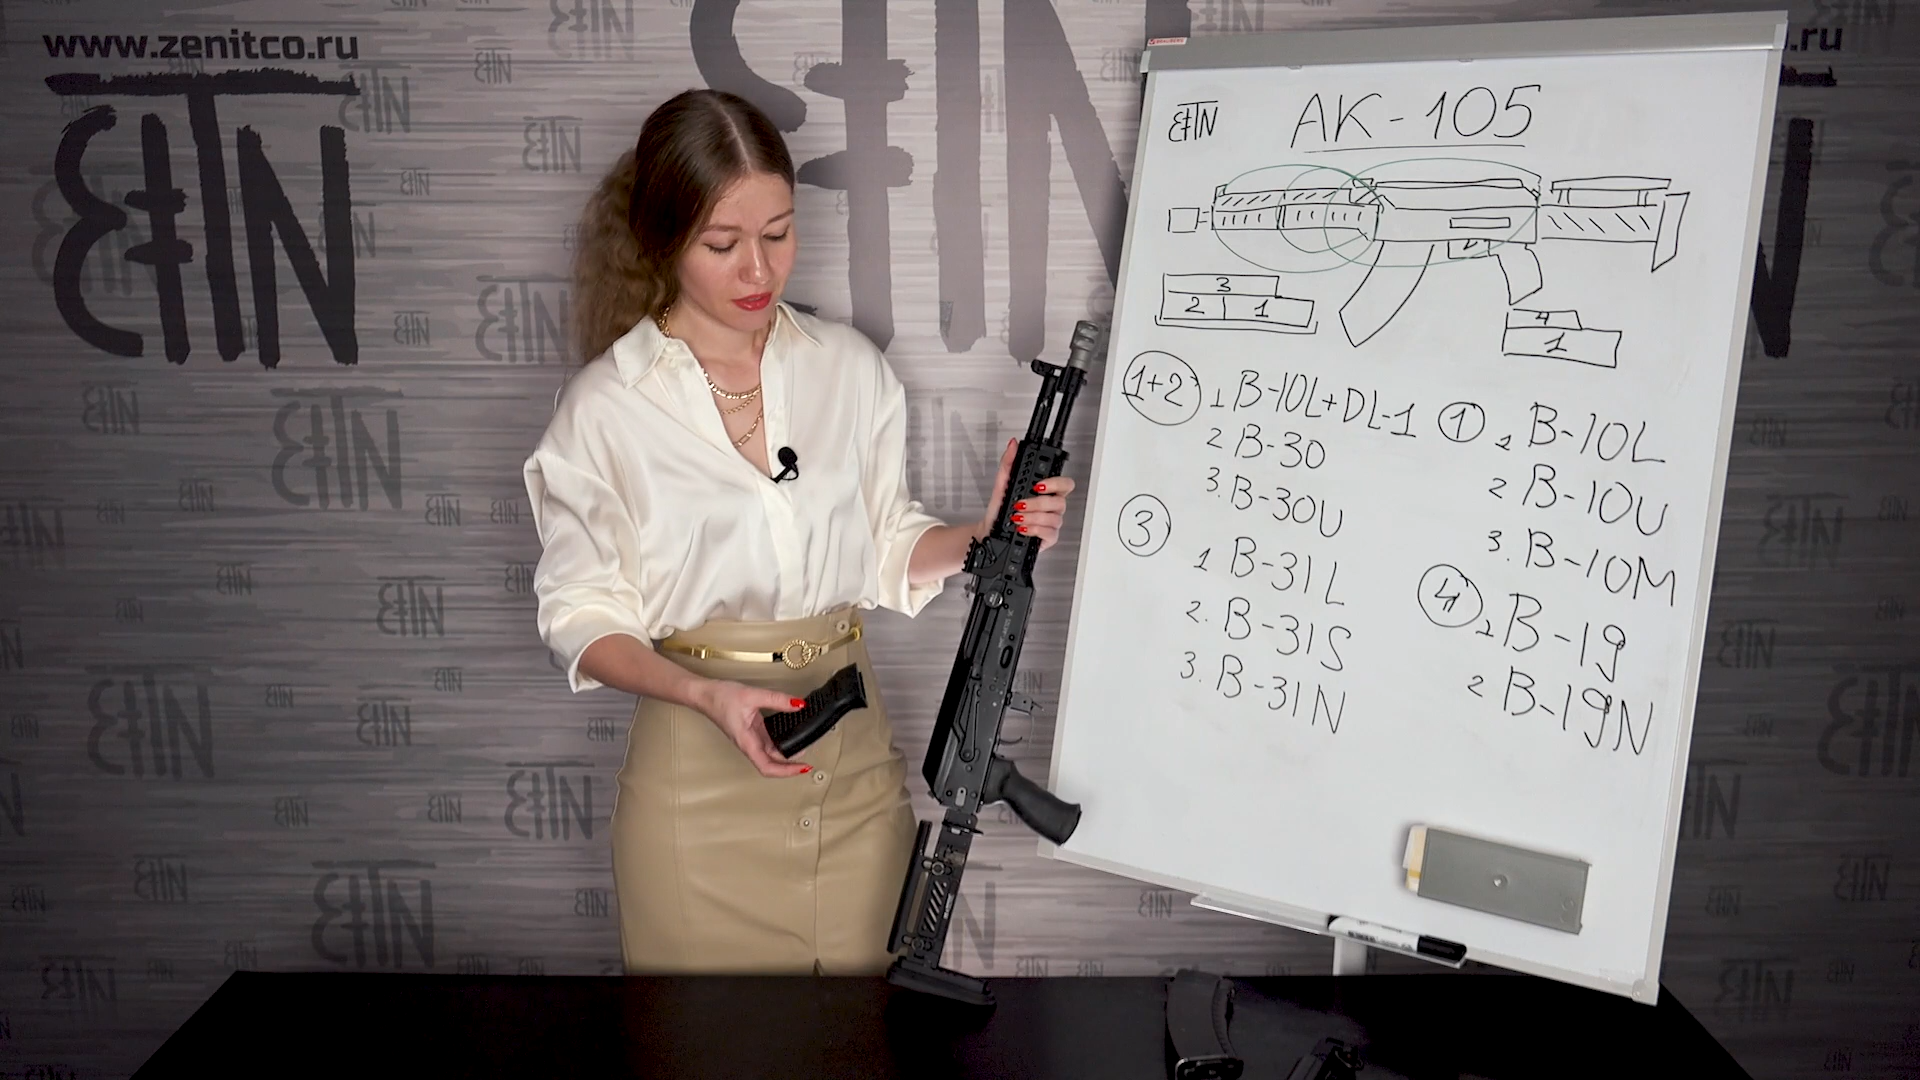 www.zenitco.ru
.ru
ZTN
AK-105
3
2 1
4
1
1+2 1 B-10L+DL-1
2 B-30
3. B-30U
3 1 B-31L
2. B-31S
3. B-31N
1 1 B-10L
2 B-10U
3. B-10M
4 1 B-19
2 B-19N